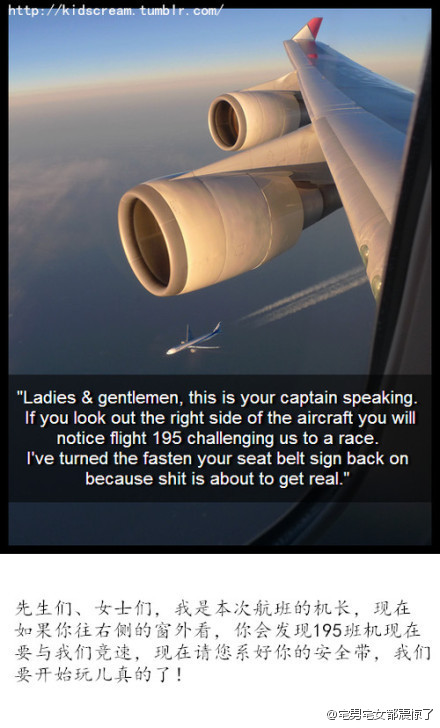 http://kidscream.tumblr.com/
"Ladies & gentlemen, this is your captain speaking.
If you look out the right side of the aircraft you will
notice flight 195 challenging us to a race.
I've turned the fasten your seat belt sign back on
because shit is about to get real."
先生们、女士们，我是本次航班的机长，现在
如果你往右侧的窗外看，你会发现195班机现在
要与我们竞速，现在请您系好你的安全带，我们
要开始玩儿真的了！
@宅男宅女都震惊了